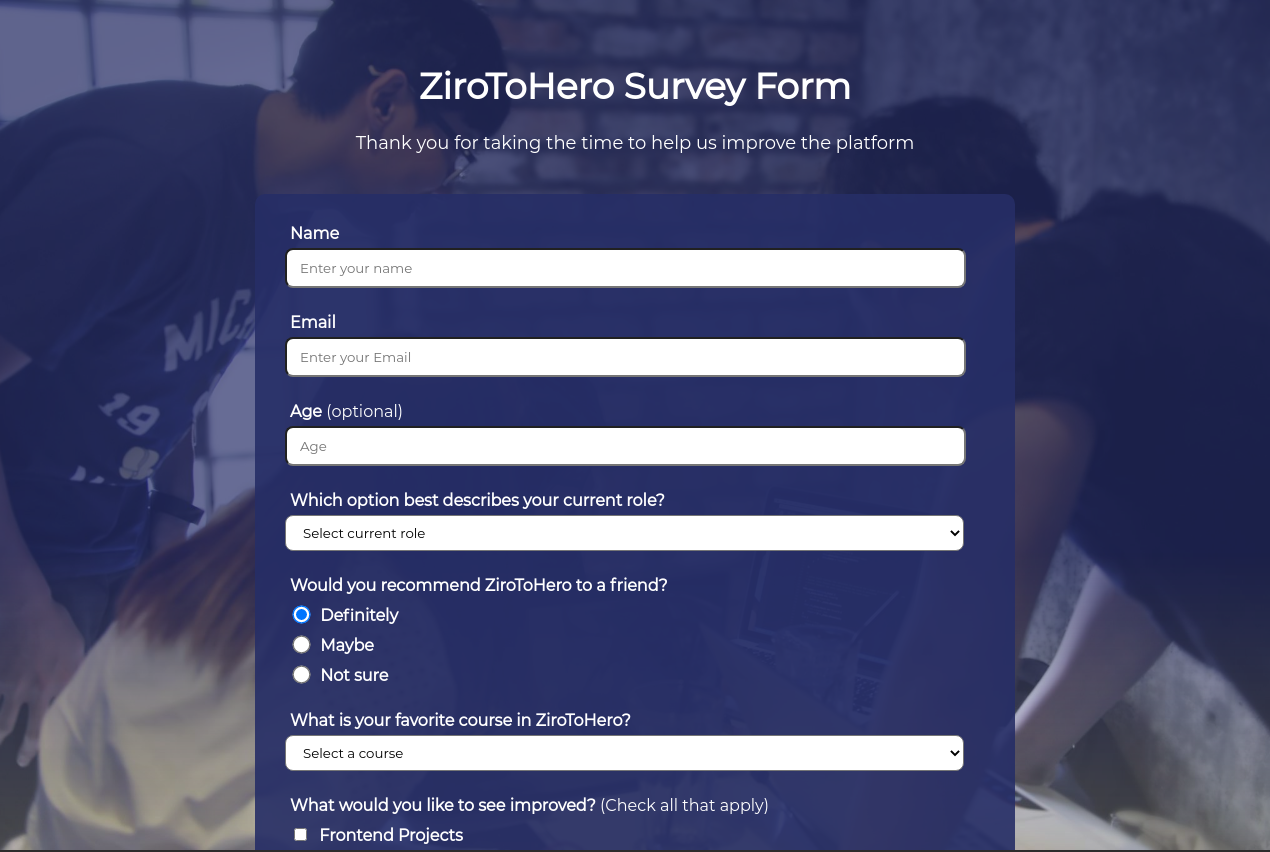 ZiroToHero Survey Form
Thank you for taking the time to help us improve the platform
Name
Enter your name
Email
Enter your Email
Age (optional)
Age
Which option best describes your current role?
Select current role
Would you recommend ZiroToHero to a friend?
Definitely
Maybe
Not sure
What is your favorite course in ZiroToHero?
Select a course
What would you like to see improved? (Check all that apply)
Frontend Projects
19